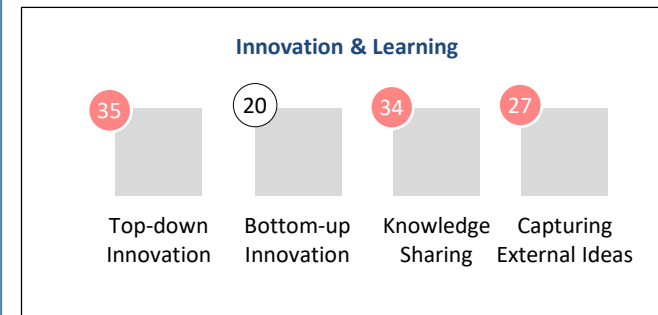 Innovation & Learning
35
20
34
27
Top-down
Innovation
Bottom-up
Innovation
Knowledge
Sharing
Capturing
External Ideas